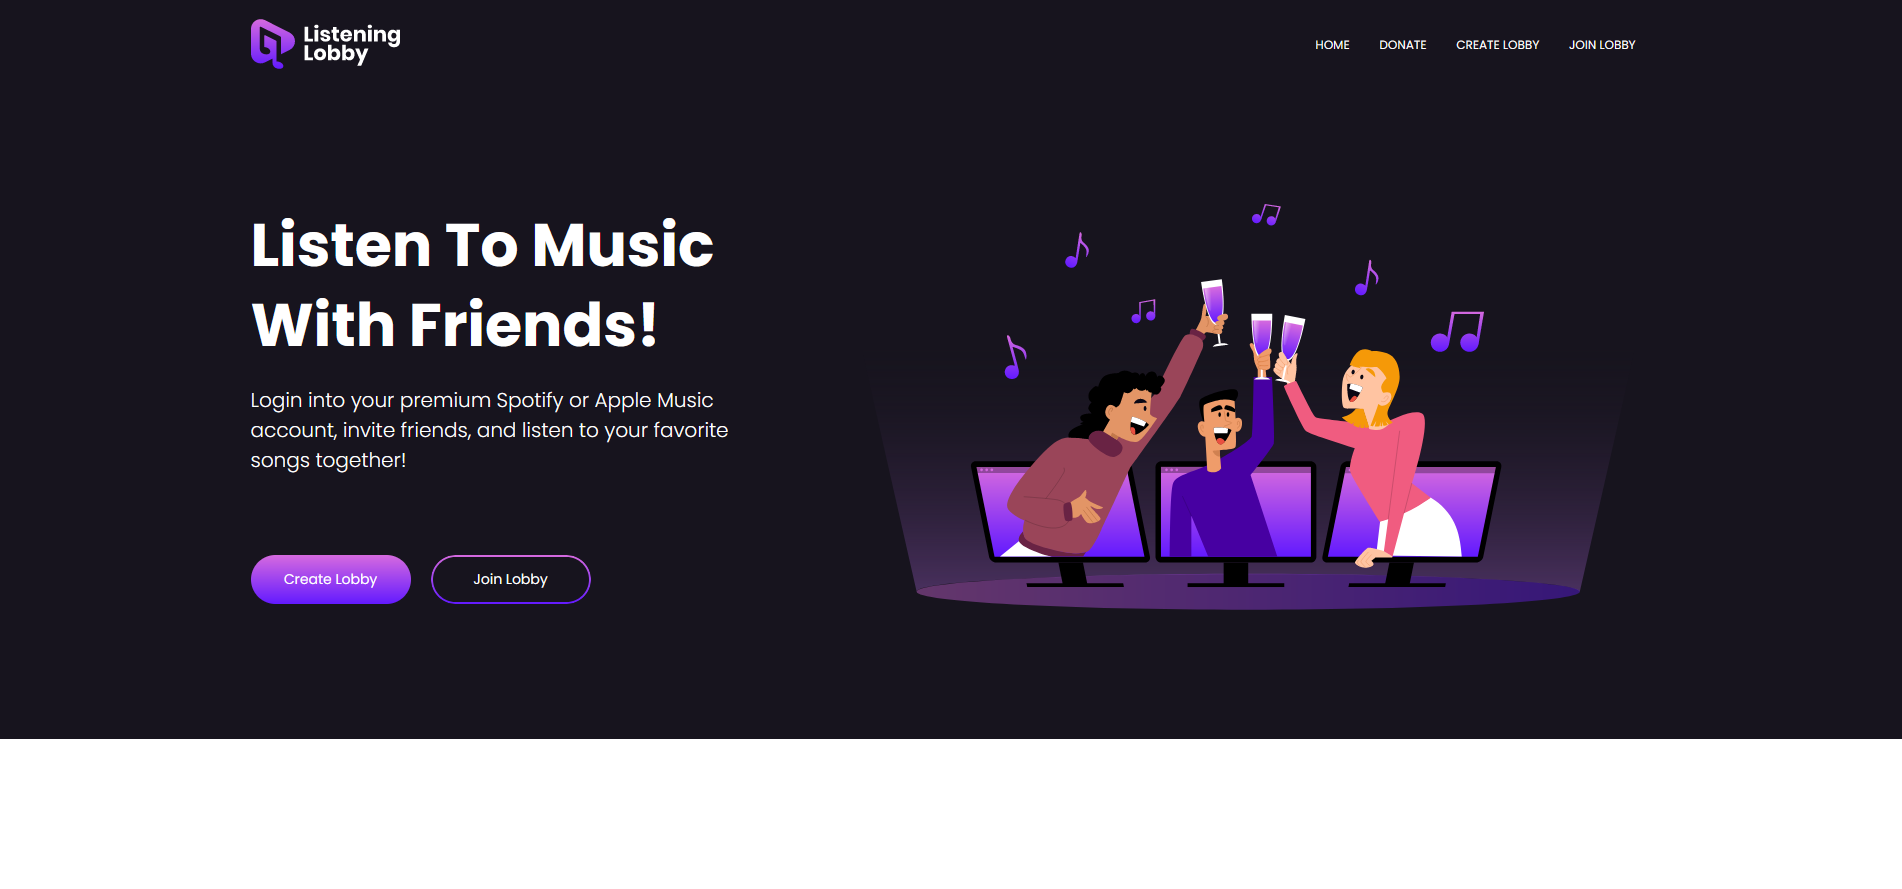 Listening
Lobby
HOME DONATE CREATE LOBBY JOIN LOBBY
Listen To Music
With Friends!
Login into your premium Spotify or Apple Music
account, invite friends, and listen to your favorite
songs together!
Create Lobby Join Lobby